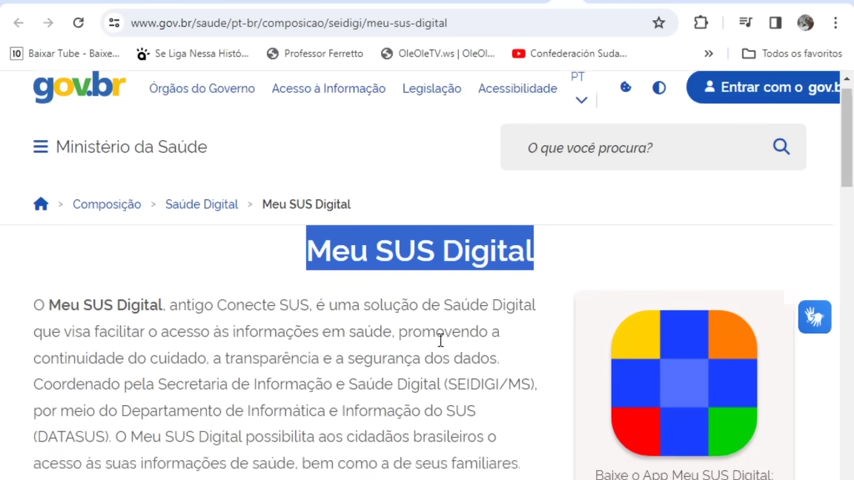 www.gov.br/saude/pt-br/composicao/seidigi/meu-sus-digital
10 Baixar Tube - Baixe... Se Liga Nessa Histó... Professor Ferretto OleOleTV.ws | OleOl... Confederación Suda... » Todos os favoritos
gov.br Órgãos do Governo Acesso à Informação Legislação Acessibilidade PT Entrar com o gov.b
Ministério da Saúde O que você procura?
Composição > Saúde Digital > Meu SUS Digital
Meu SUS Digital
O Meu SUS Digital, antigo Conecte SUS, é uma solução de Saúde Digital
que visa facilitar o acesso às informações em saúde, promovendo a
continuidade do cuidado, a transparência e a segurança dos dados.
Coordenado pela Secretaria de Informação e Saúde Digital (SEIDIGI/MS),
por meio do Departamento de Informática e Informação do SUS
(DATASUS). O Meu SUS Digital possibilita aos cidadãos brasileiros o
acesso às suas informações de saúde, bem como a de seus familiares.
Baixe o App Meu SUS Digital: